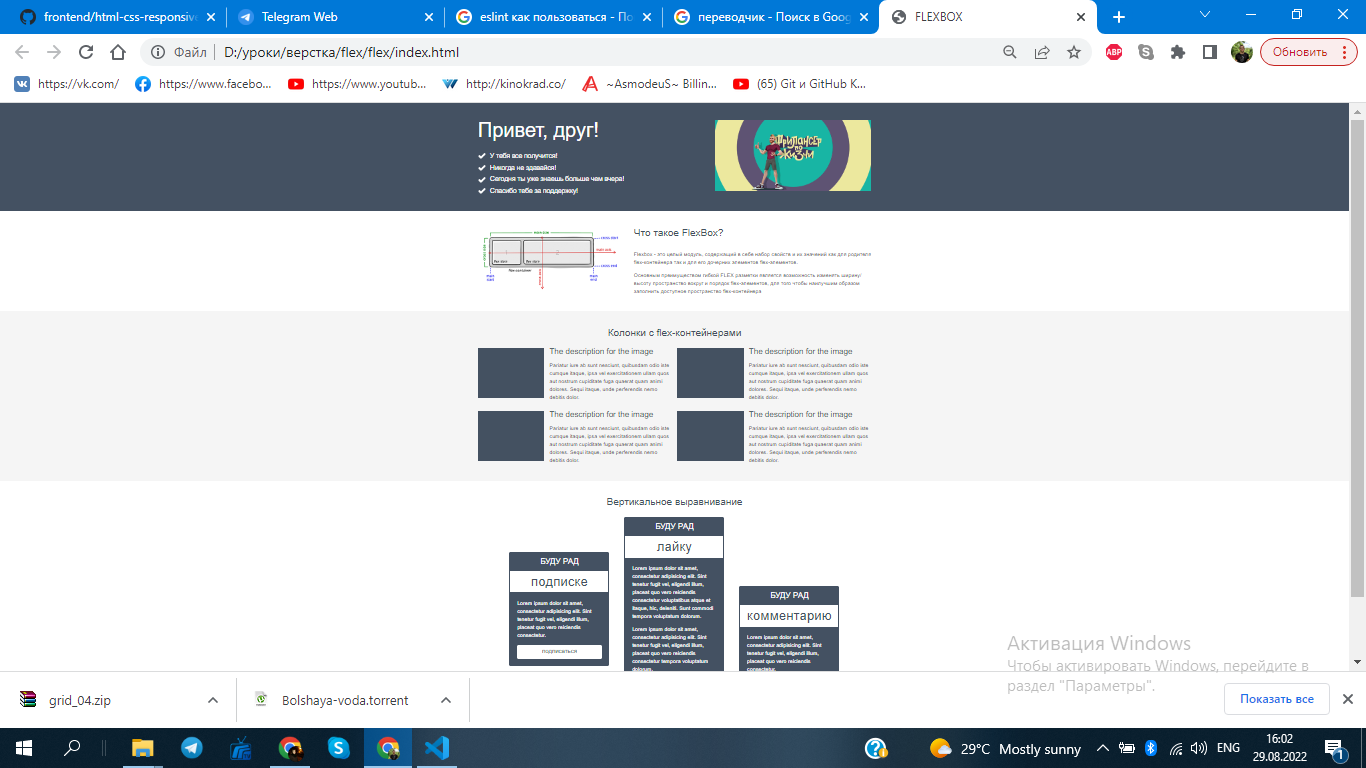 frontend/html-css-responsiv
Telegram Web
eslint как пользоваться - По
переводчик - Поиск в Goog
FLEXBOX
Файл
D:/уроки/верстка/flex/flex/index.html
ABP
Обновить
https://vk.com/
https://www.facebo...
https://www.youtub...
http://kinokrad.co/
~AsmodeuS~ Billin...
(65) Git и GitHub K...
Привет, друг!
У тебя все получится!
Никогда не здавайся!
Сегодня ты уже знаешь больше чем вчера!
Спасибо тебе за поддержку!
Фрилансер
по
жизни
Что такое FlexBox?
Flexbox - это целый модуль, содержащий в себе набор свойств и их значений как для родителя
flex-контейнера так и для его дочерних элементов flex-элементов.
Основным преимуществом гибкой FLEX разметки является возможность изменять ширину/
высоту пространство вокруг и порядок flex-элементов, для того чтобы наилучшим образом
заполнить доступное пространство flex-контейнера
Колонки с flex-контейнерами
The description for the image
Pariatur iure ab sunt nesciunt, quibusdam odio iste
cumque itaque, ipsa vel exercitationem ullam quos
aut nostrum cupiditate fuga quaerat quam animi
dolores. Sequi itaque, unde perferendis nemo
debitis dolor.
The description for the image
Pariatur iure ab sunt nesciunt, quibusdam odio iste
cumque itaque, ipsa vel exercitationem ullam quos
aut nostrum cupiditate fuga quaerat quam animi
dolores. Sequi itaque, unde perferendis nemo
debitis dolor.
The description for the image
Pariatur iure ab sunt nesciunt, quibusdam odio iste
cumque itaque, ipsa vel exercitationem ullam quos
aut nostrum cupiditate fuga quaerat quam animi
dolores. Sequi itaque, unde perferendis nemo
debitis dolor.
The description for the image
Pariatur iure ab sunt nesciunt, quibusdam odio iste
cumque itaque, ipsa vel exercitationem ullam quos
aut nostrum cupiditate fuga quaerat quam animi
dolores. Sequi itaque, unde perferendis nemo
debitis dolor.
Вертикальное выравнивание
БУДУ РАД
подписке
Lorem ipsum dolor sit amet,
consectetur adipisicing elit. Sint
tenetur fugit vel, eligendi illum,
placeat quo vero reiciendis
consectetur.
ПОДПИСАТЬСЯ
БУДУ РАД
лайку
Lorem ipsum dolor sit amet,
consectetur adipisicing elit. Sint
tenetur fugit vel, eligendi illum,
placeat quo vero reiciendis
consectetur voluptatibus atque et
itaque, hic, deleniti. Sunt commodi
tempora voluptatum dolorum.
Lorem ipsum dolor sit amet,
consectetur adipisicing elit. Sint
tenetur fugit vel, eligendi illum,
placeat quo vero reiciendis
consectetur tempora voluptatum
dolorum.
БУДУ РАД
комментарию
Lorem ipsum dolor sit amet,
consectetur adipisicing elit. Sint
tenetur fugit vel, eligendi illum,
placeat quo vero reiciendis
consectetur.
Активация Windows
Чтобы активировать Windows, перейдите в
раздел "Параметры".
grid_04.zip
Bolshaya-voda.torrent
Показать все
29°C Mostly sunny
ENG
16:02
29.08.2022
1